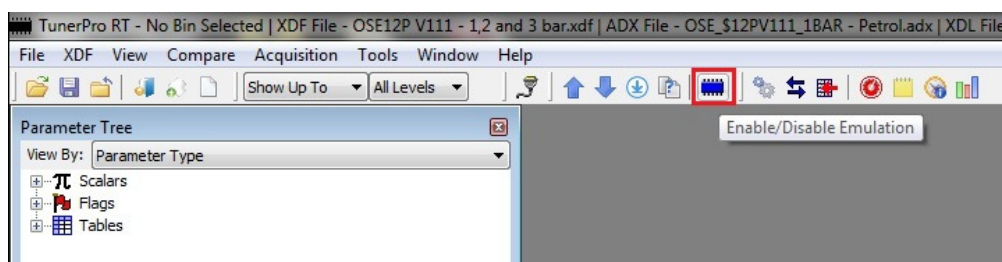 TunerPro RT - No Bin Selected | XDF File - OSE12P V111 - 1,2 and 3 bar.xdf | ADX File - OSE_$12PV111_1BAR - Petrol.adx | XDL File
File XDF View Compare Acquisition Tools Window Help
Show Up To All Levels
Parameter Tree
Enable/Disable Emulation
View By: Parameter Type
π Scalars
Flags
Tables